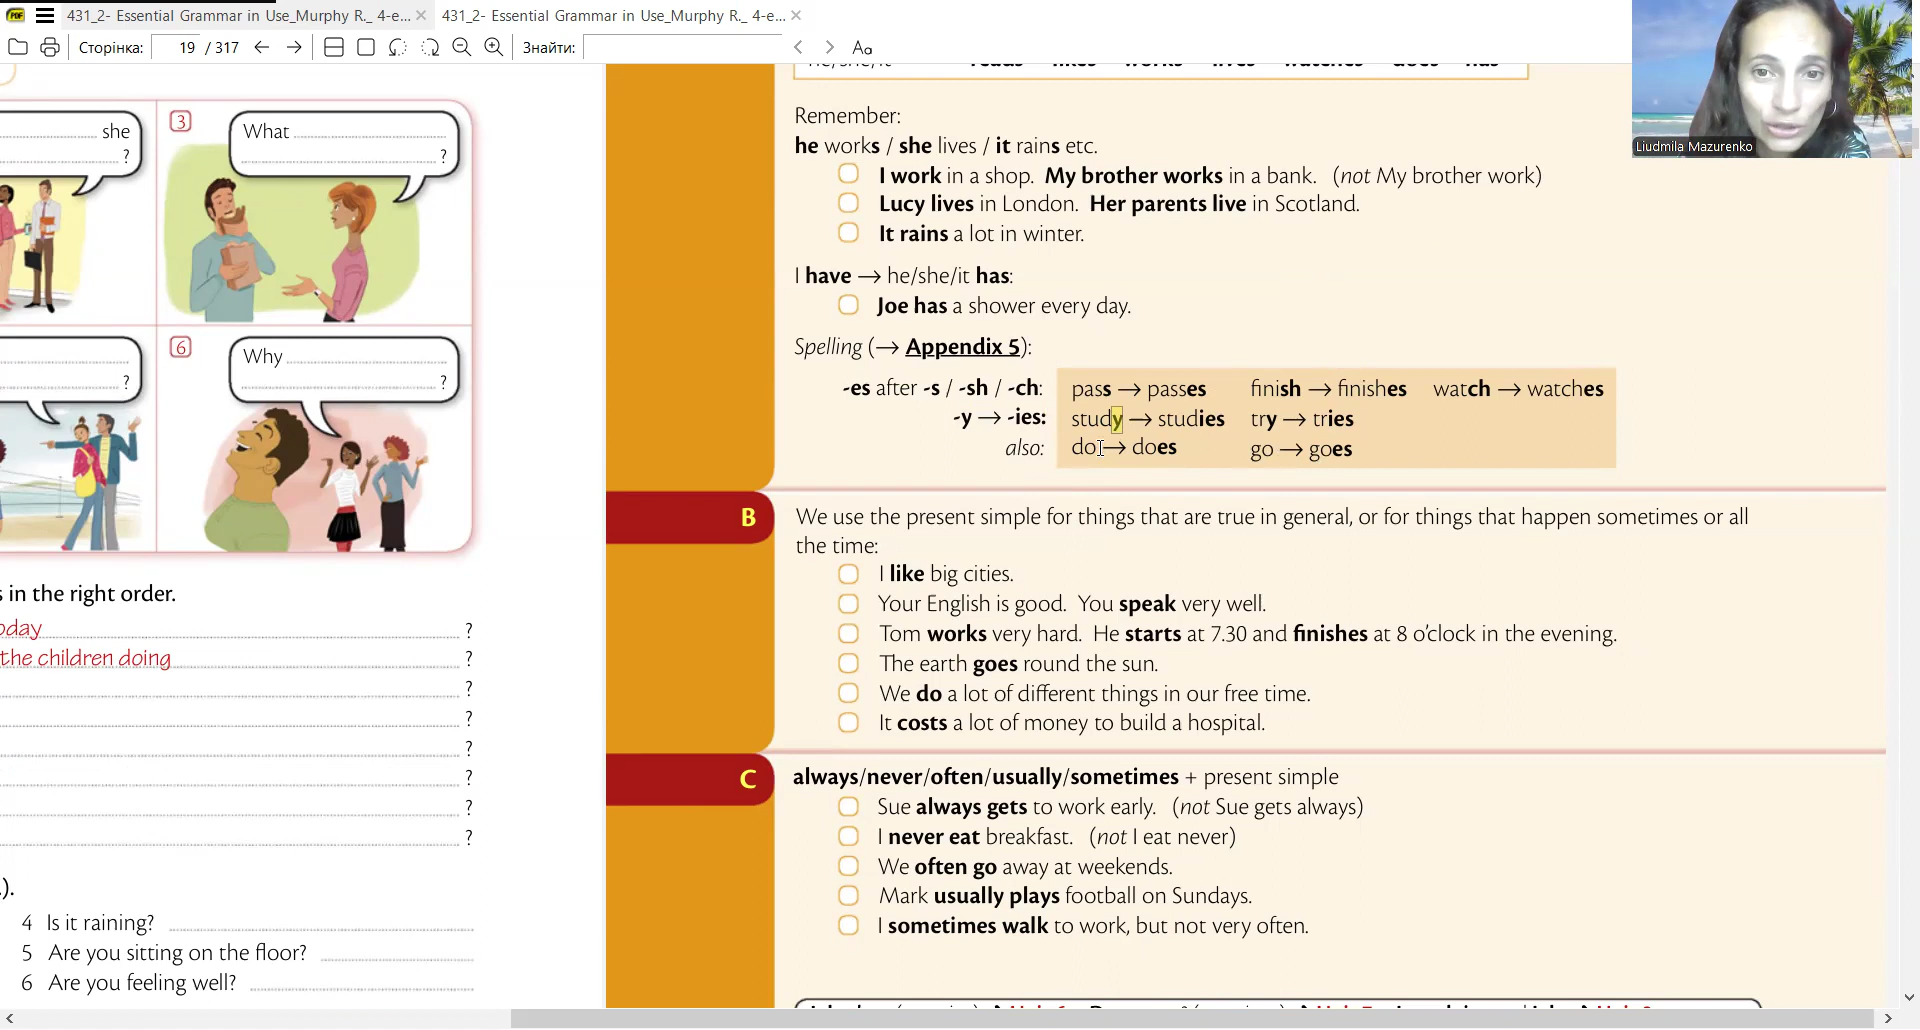 431_2- Essential Grammar in Use_Murphy R._ 4-e...
431_2- Essential Grammar in Use_Murphy R._ 4-e...
Сторінка: 19 / 317
Знайти:
Aa
Liudmila Mazurenko
she
?
3
What
?
?
6
Why
?
s in the right order.
oday ?
the children doing ?
?
?
?
?
?
?
.).
4 Is it raining?
5 Are you sitting on the floor?
6 Are you feeling well?
he/she/it reads likes works lives watches does has
Remember:
he works / she lives / it rains etc.
I work in a shop. My brother works in a bank. (not My brother work)
Lucy lives in London. Her parents live in Scotland.
It rains a lot in winter.
I have → he/she/it has:
Joe has a shower every day.
Spelling (→ Appendix 5):
-es after -s / -sh / -ch: pass → passes finish → finishes watch → watches
-y → -ies: study → studies try → tries
also: do → does go → goes
B
We use the present simple for things that are true in general, or for things that happen sometimes or all
the time:
I like big cities.
Your English is good. You speak very well.
Tom works very hard. He starts at 7.30 and finishes at 8 o'clock in the evening.
The earth goes round the sun.
We do a lot of different things in our free time.
It costs a lot of money to build a hospital.
C
always/never/often/usually/sometimes + present simple
Sue always gets to work early. (not Sue gets always)
I never eat breakfast. (not I eat never)
We often go away at weekends.
Mark usually plays football on Sundays.
I sometimes walk to work, but not very often.